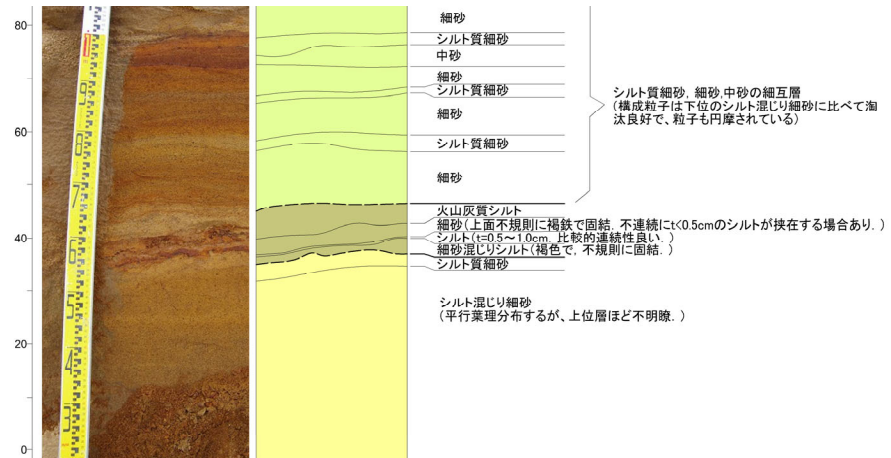 80
60
40
20
0
9
8
7
6
5
4
3
細砂
シルト質細砂
中砂
細砂
シルト質細砂
細砂
シルト質細砂
細砂
シルト質細砂, 細砂,中砂の細互層
(構成粒子は下位のシルト混じり細砂に比べて淘
汰良好で、粒子も円摩されている)
火山灰質シルト
細砂(上面不規則に褐鉄で固結. 不連続にt<0.5cmのシルトが挟在する場合あり. )
シルト(t=0.5～1.0cm. 比較的連続性良い. )
細砂混じりシルト(褐色で, 不規則に固結. )
シルト質細砂
シルト混じり細砂
(平行葉理分布するが、上位層ほど不明瞭. )